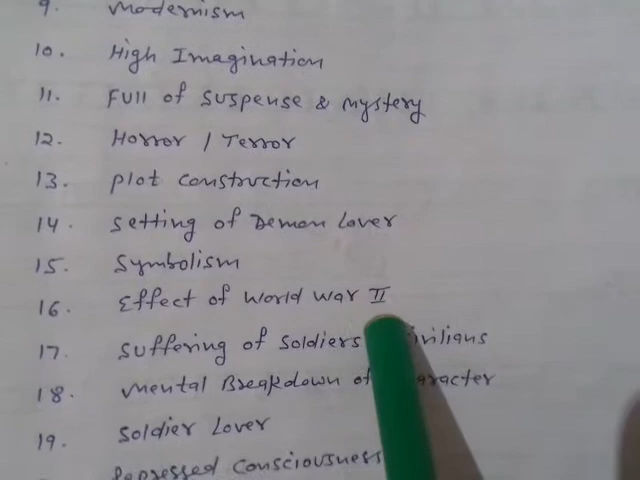 9. Modernism
10. High Imagination
11. Full of suspense & mystery
12. Horror / Terror
13. Plot construction
14. Setting of Demon Lover
15. Symbolism
16. Effect of World War II
17. Suffering of Soldiers
18. Mental Breakdown of
19. Soldier Lover
Repressed Consciousness